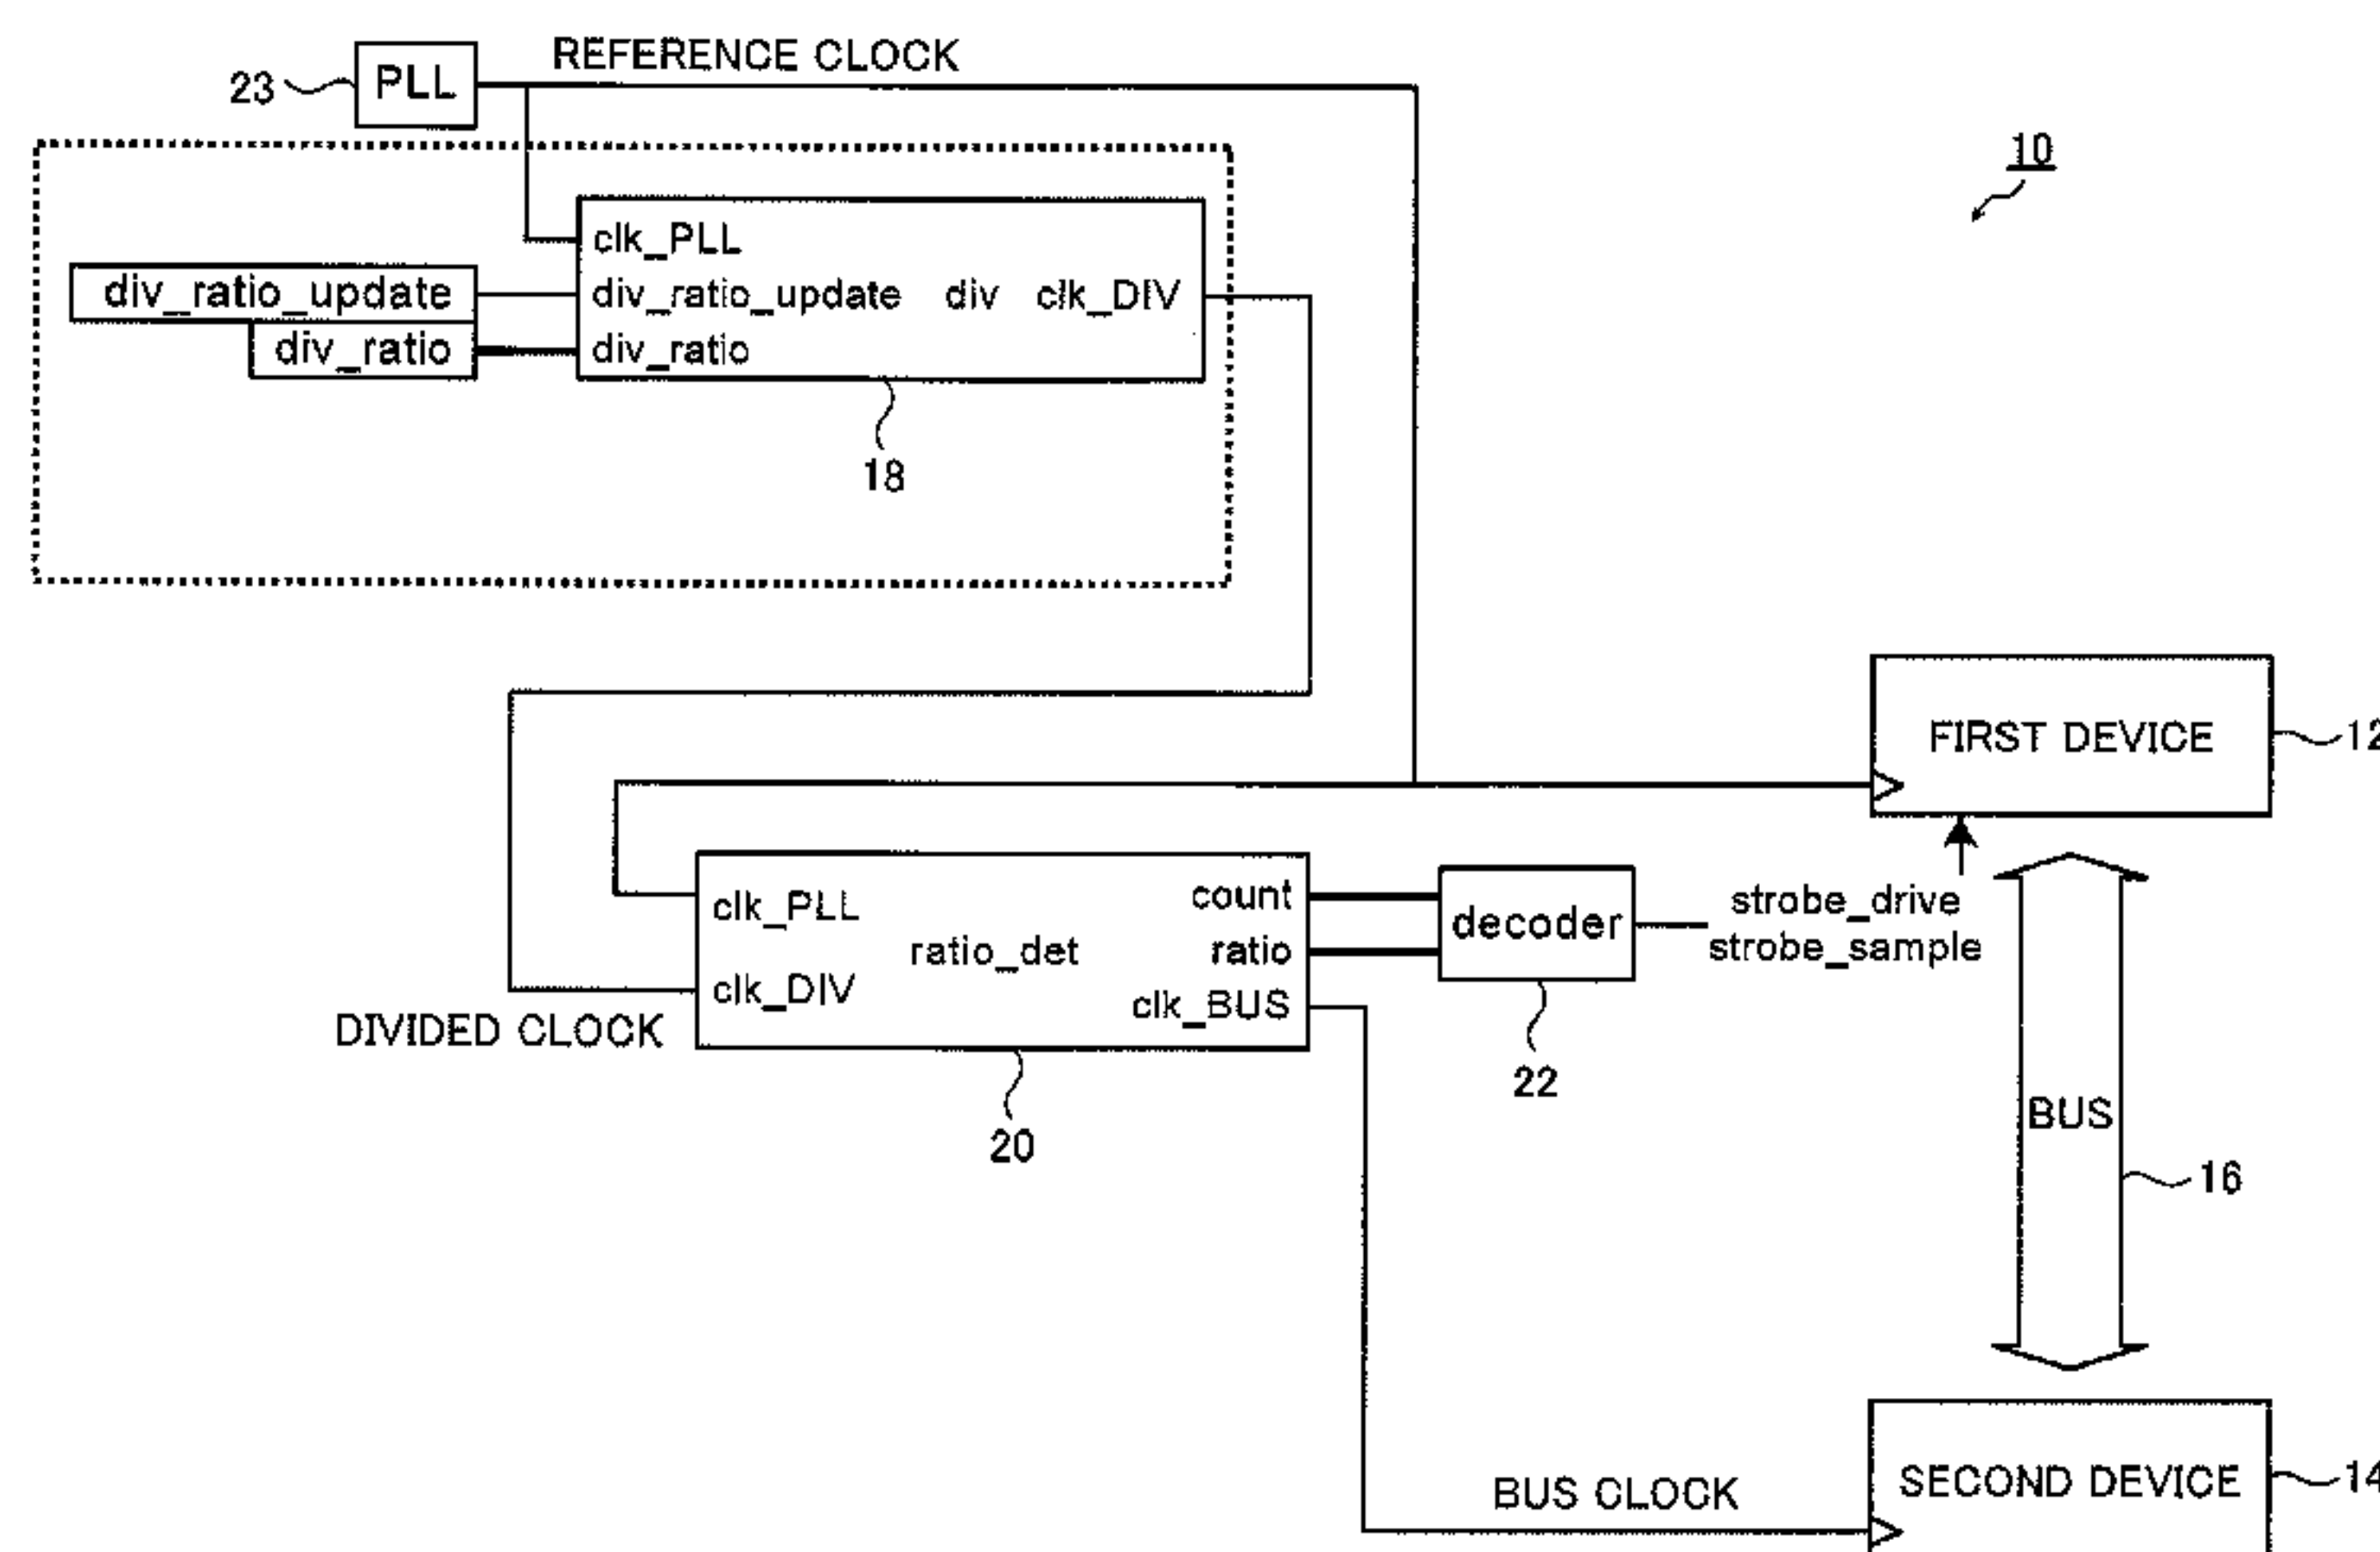 REFERENCE CLOCK
23 PLL
10
clk_PLL
div_ratio_update div_ratio_update div clk_DIV
div_ratio div_ratio
18
FIRST DEVICE 12
clk_PLL count decoder strobe_drive
ratio_det ratio strobe_sample
clk_DIV clk_BUS
DIVIDED CLOCK
22
20
BUS
16
BUS CLOCK SECOND DEVICE 14